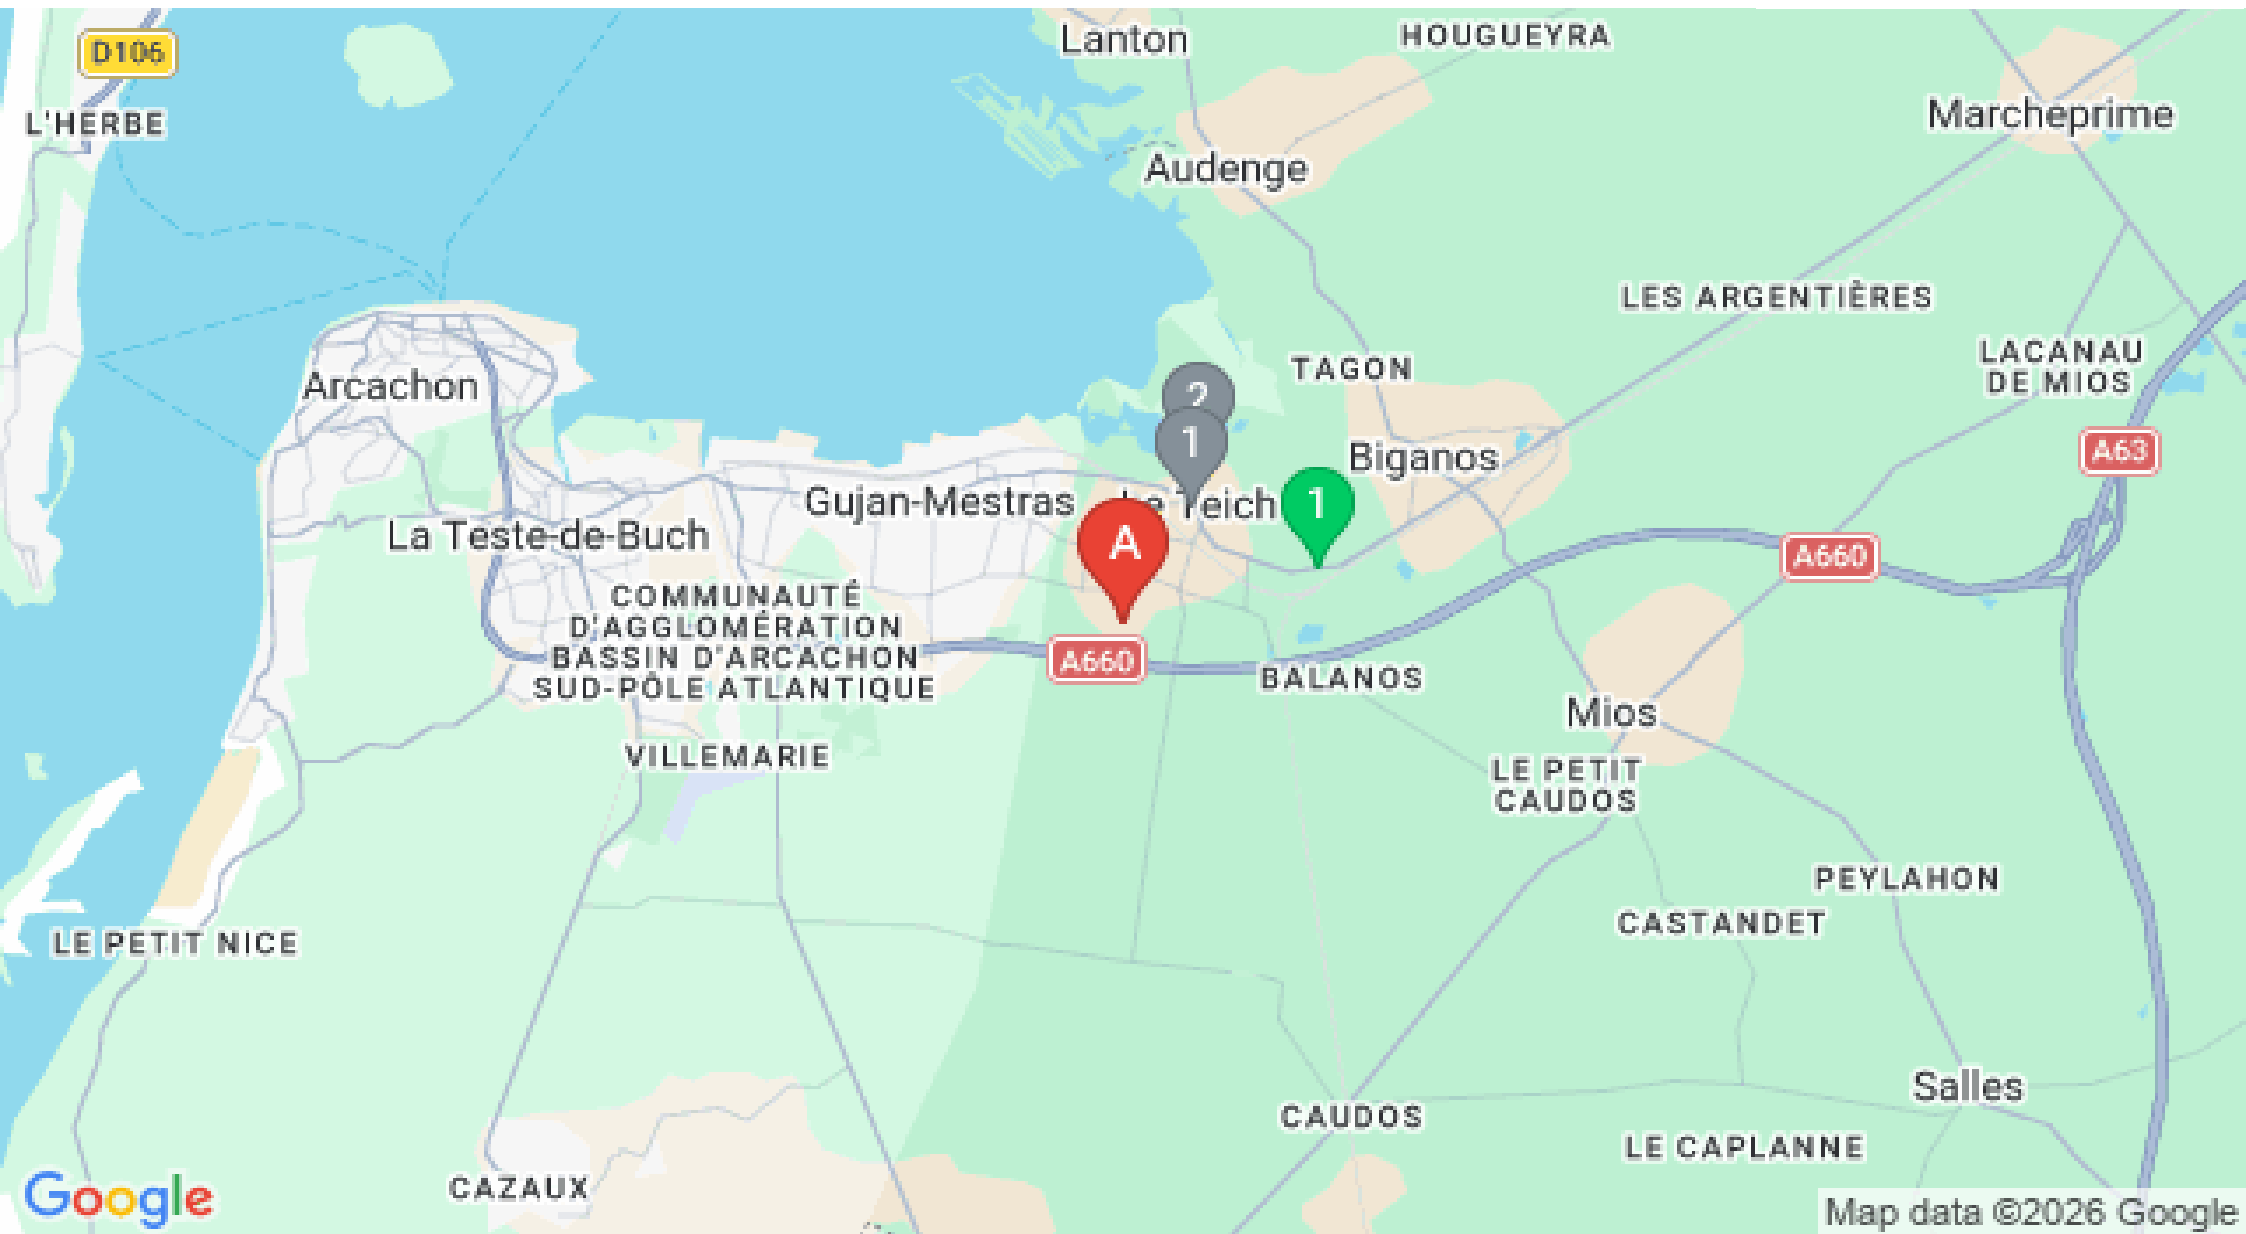 Lanton
HOUGUEYRA
D106
L'HERBE
Marcheprime
Audenge
LES ARGENTIÈRES
LACANAU
DE MIOS
TAGON
Arcachon
2
1
A63
Biganos
Gujan-Mestras
Le Teich
1
La Teste-de-Buch
A
A660
COMMUNAUTÉ
D'AGGLOMÉRATION
BASSIN D'ARCACHON
SUD-PÔLE ATLANTIQUE
A660
BALANOS
Mios
VILLEMARIE
LE PETIT
CAUDOS
PEYLAHON
CASTANDET
LE PETIT NICE
Salles
CAUDOS
LE CAPLANNE
CAZAUX
Google
Map data ©2026 Google